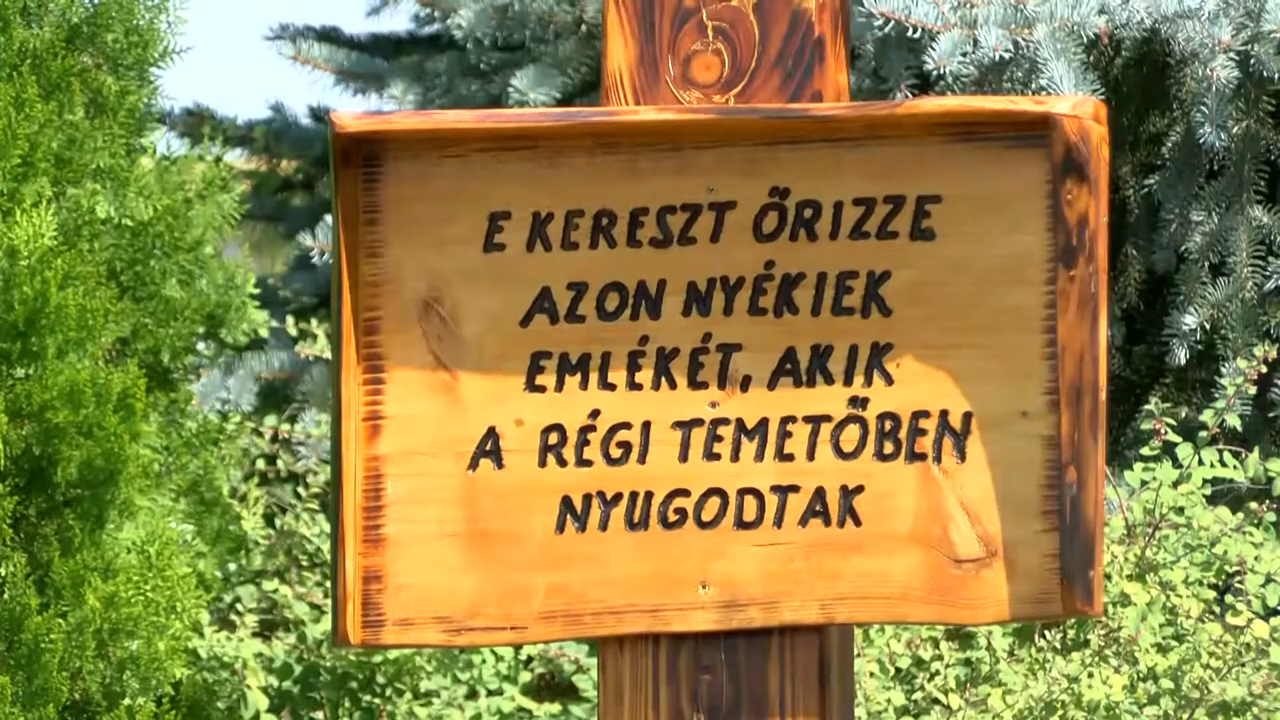 E KERESZT ŐRIZZE
AZON NYÉKIEK
EMLÉKÉT, AKIK
A RÉGI TEMETŐBEN
NYUGODTAK